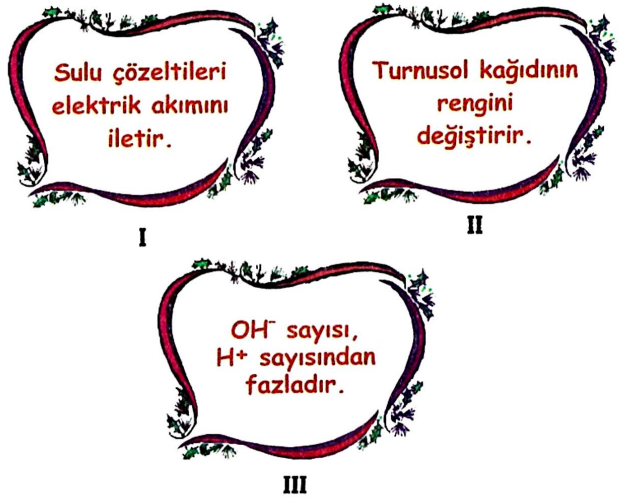 Sulu çözeltileri
elektrik akımını
iletir.
I
Turnusol kağıdının
rengini
değiştirir.
II
OH⁻ sayısı,
H⁺ sayısından
fazladır.
III